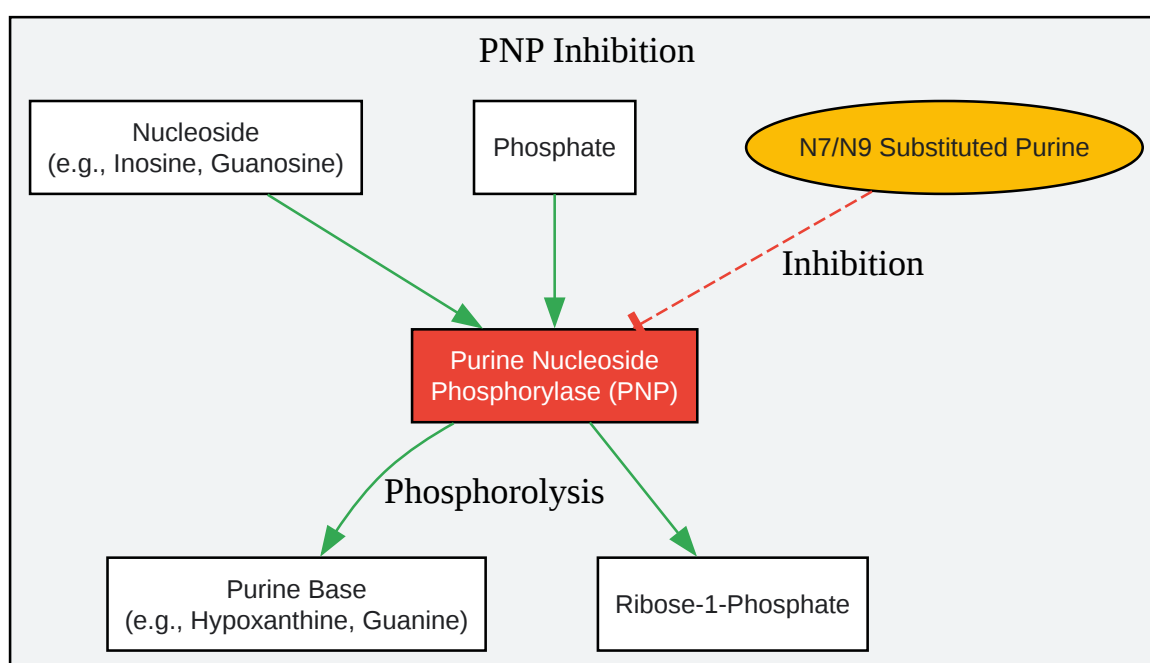 PNP Inhibition
Nucleoside
(e.g., Inosine, Guanosine)
Phosphate
N7/N9 Substituted Purine
Inhibition
Purine Nucleoside
Phosphorylase (PNP)
Phosphorolysis
Purine Base
(e.g., Hypoxanthine, Guanine)
Ribose-1-Phosphate